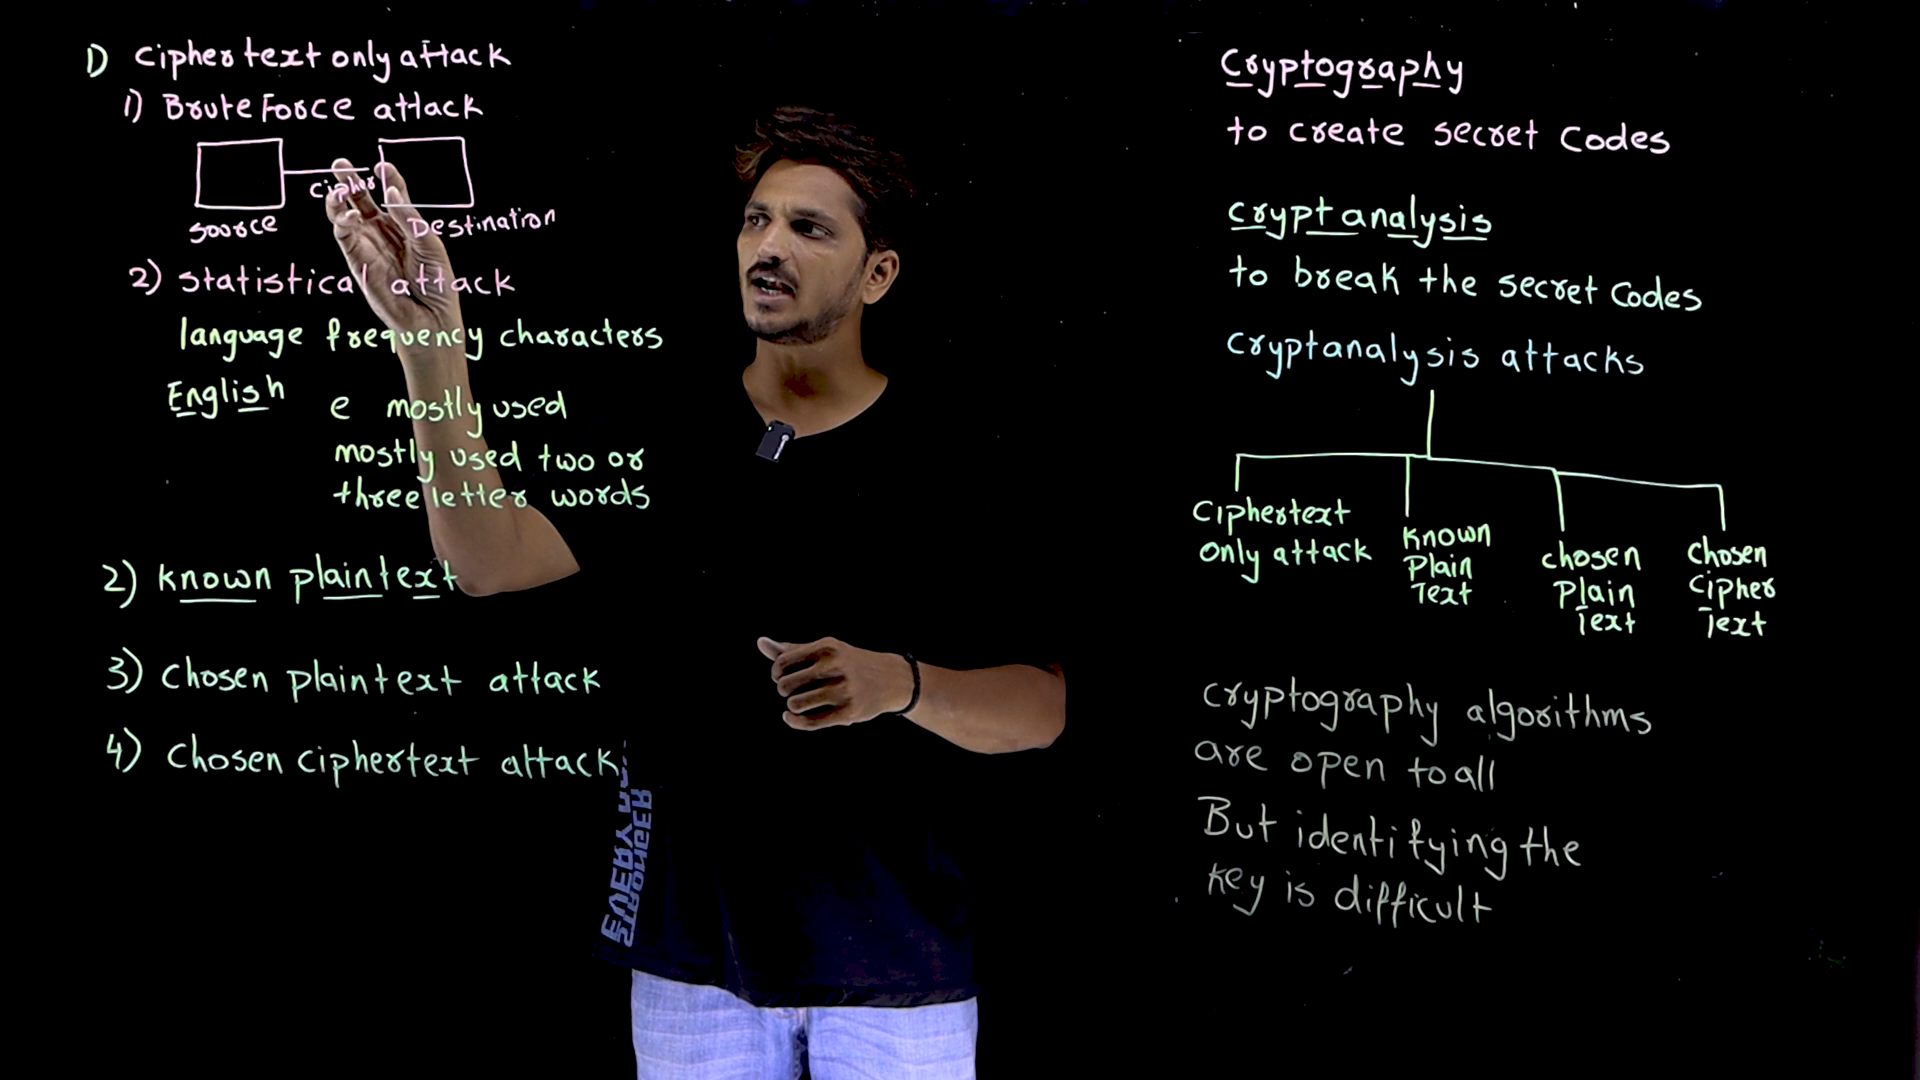 1) Ciphertext only attack
1) Brute Force attack
Cipher
Source
Destination
2) statistical attack
language frequency characters
English
e mostly used
mostly used two or
three letter words
2) known plaintext
3) Chosen plaintext attack
4) Chosen ciphertext attack
Cryptography
to create secret Codes
cryptanalysis
to break the secret Codes
cryptanalysis attacks
Ciphertext
Only attack
Known
Plain
Text
Chosen
Plain
Text
Chosen
Cipher
Text
cryptography algorithms
are open to all
But identifying the
key is difficult